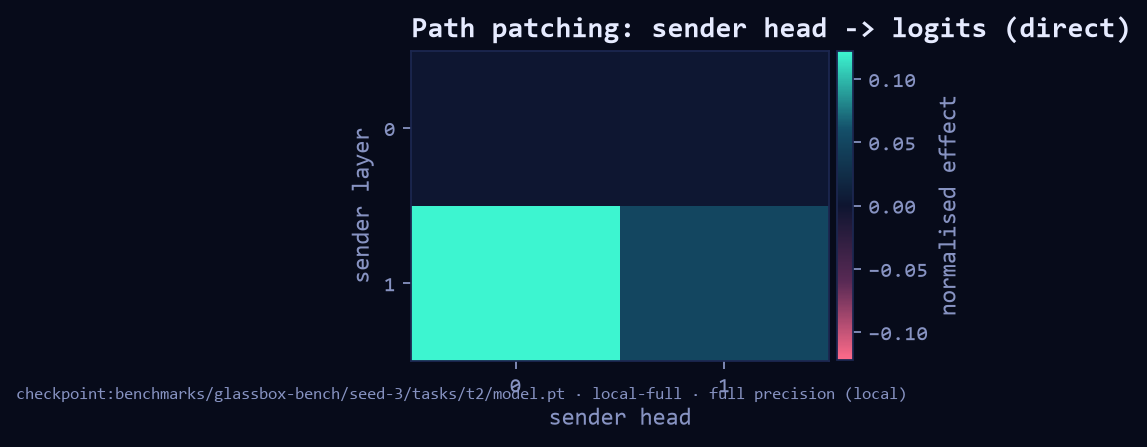 Path patching: sender head -> logits (direct)
sender layer
0
1
0 1
checkpoint:benchmarks/glassbox-bench/seed-3/tasks/t2/model.pt · local-full · full precision (local)
sender head
0.10
0.05
0.00
−0.05
−0.10
normalised effect